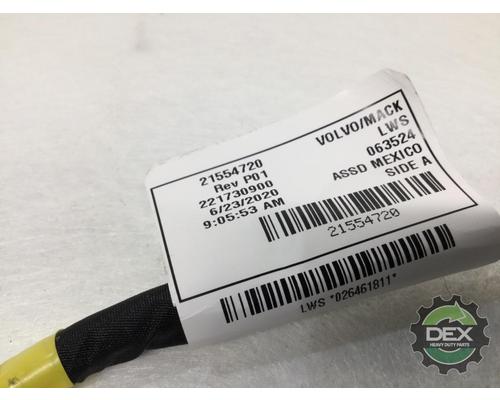 21554720
Rev P01
221730900
6/23/2020
9:05:53 AM
VOLVO/MACK
LWS
063524
ASSD MEXICO
SIDE A
21554720
LWS *026461811*
DEX
HEAVY DUTY PARTS